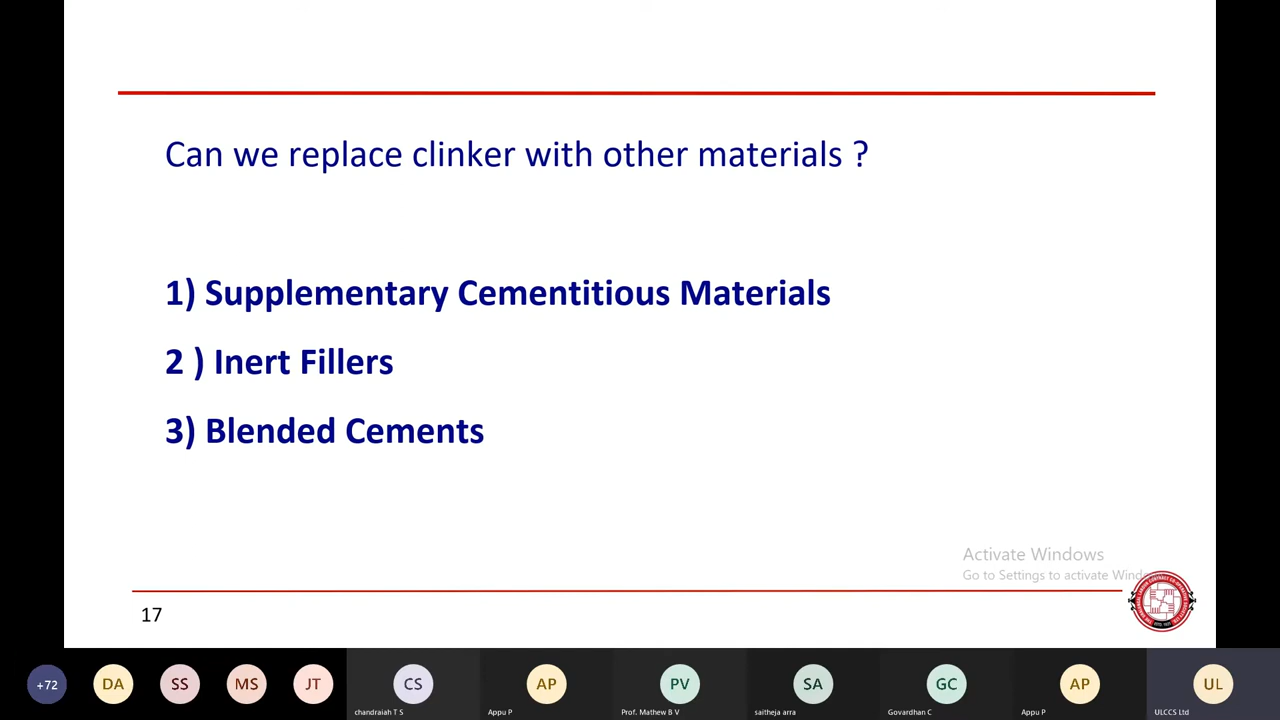 Can we replace clinker with other materials ?
1) Supplementary Cementitious Materials
2 ) Inert Fillers
3) Blended Cements
Activate Windows
Go to Settings to activate
17
+72
DA
SS
MS
JT
CS
AP
PV
SA
GC
AP
UL
chandraiah T S
Appu P
Prof. Mathew B V
saitheja arra
Govardhan C
Appu P
ULCCS Ltd